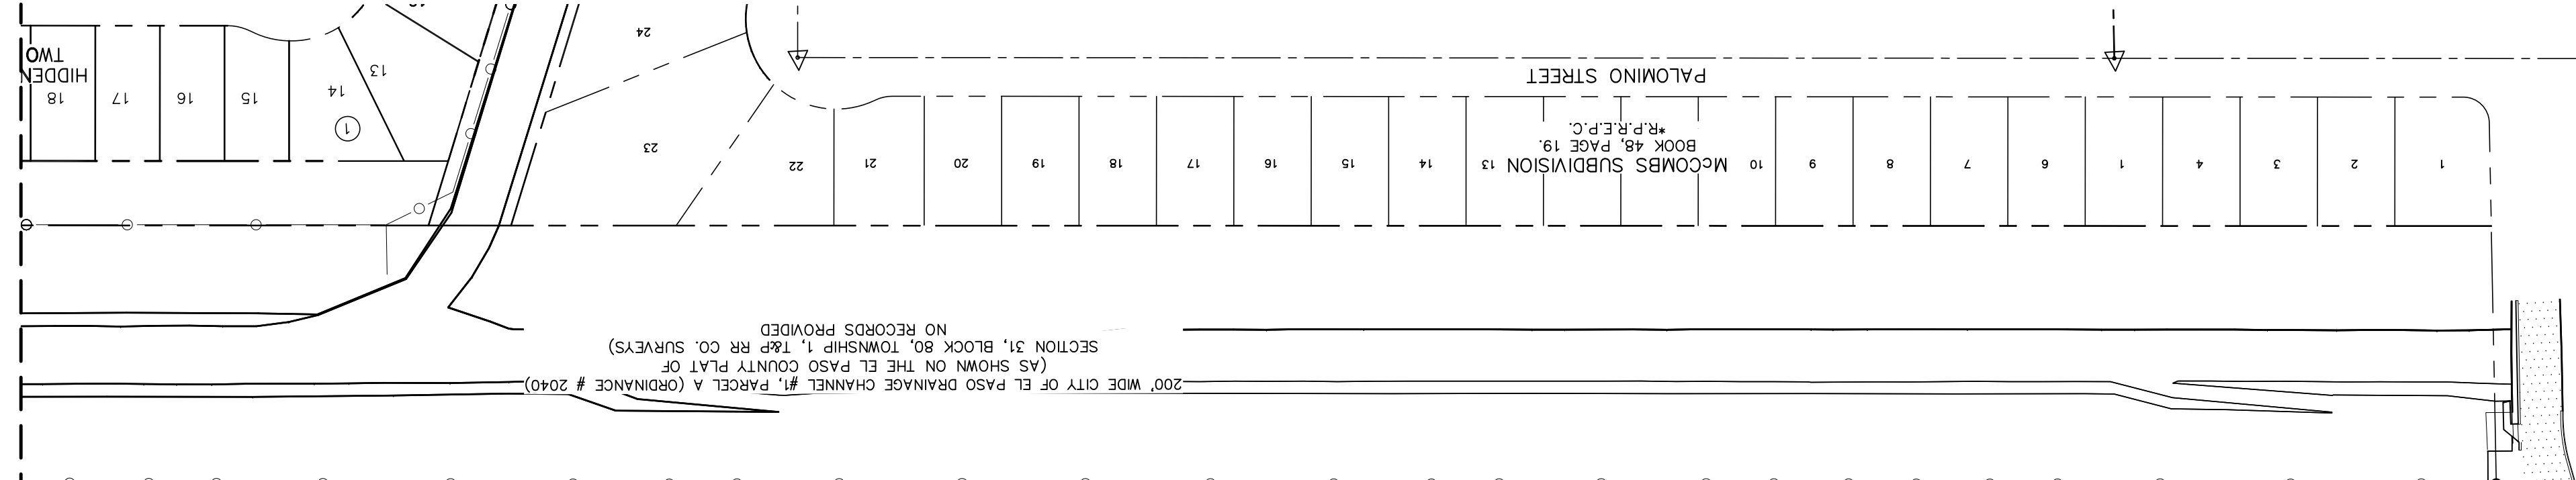 200' WIDE CITY OF EL PASO DRAINAGE CHANNEL #1, PARCEL A (ORDINANCE # 2040)
(AS SHOWN ON THE EL PASO COUNTY PLAT OF
SECTION 31, BLOCK 80, TOWNSHIP 1, T&P RR CO. SURVEYS)
NO RECORDS PROVIDED
1
2
3
4
1
6
7
8
9
10
McCOMBS SUBDIVISION
BOOK 48, PAGE 19.
*R.P.R.E.P.C.
13
14
15
16
17
18
19
20
21
22
23
24
PALOMINO STREET
1
13
14
15
16
17
18
HIDDEN
TWO